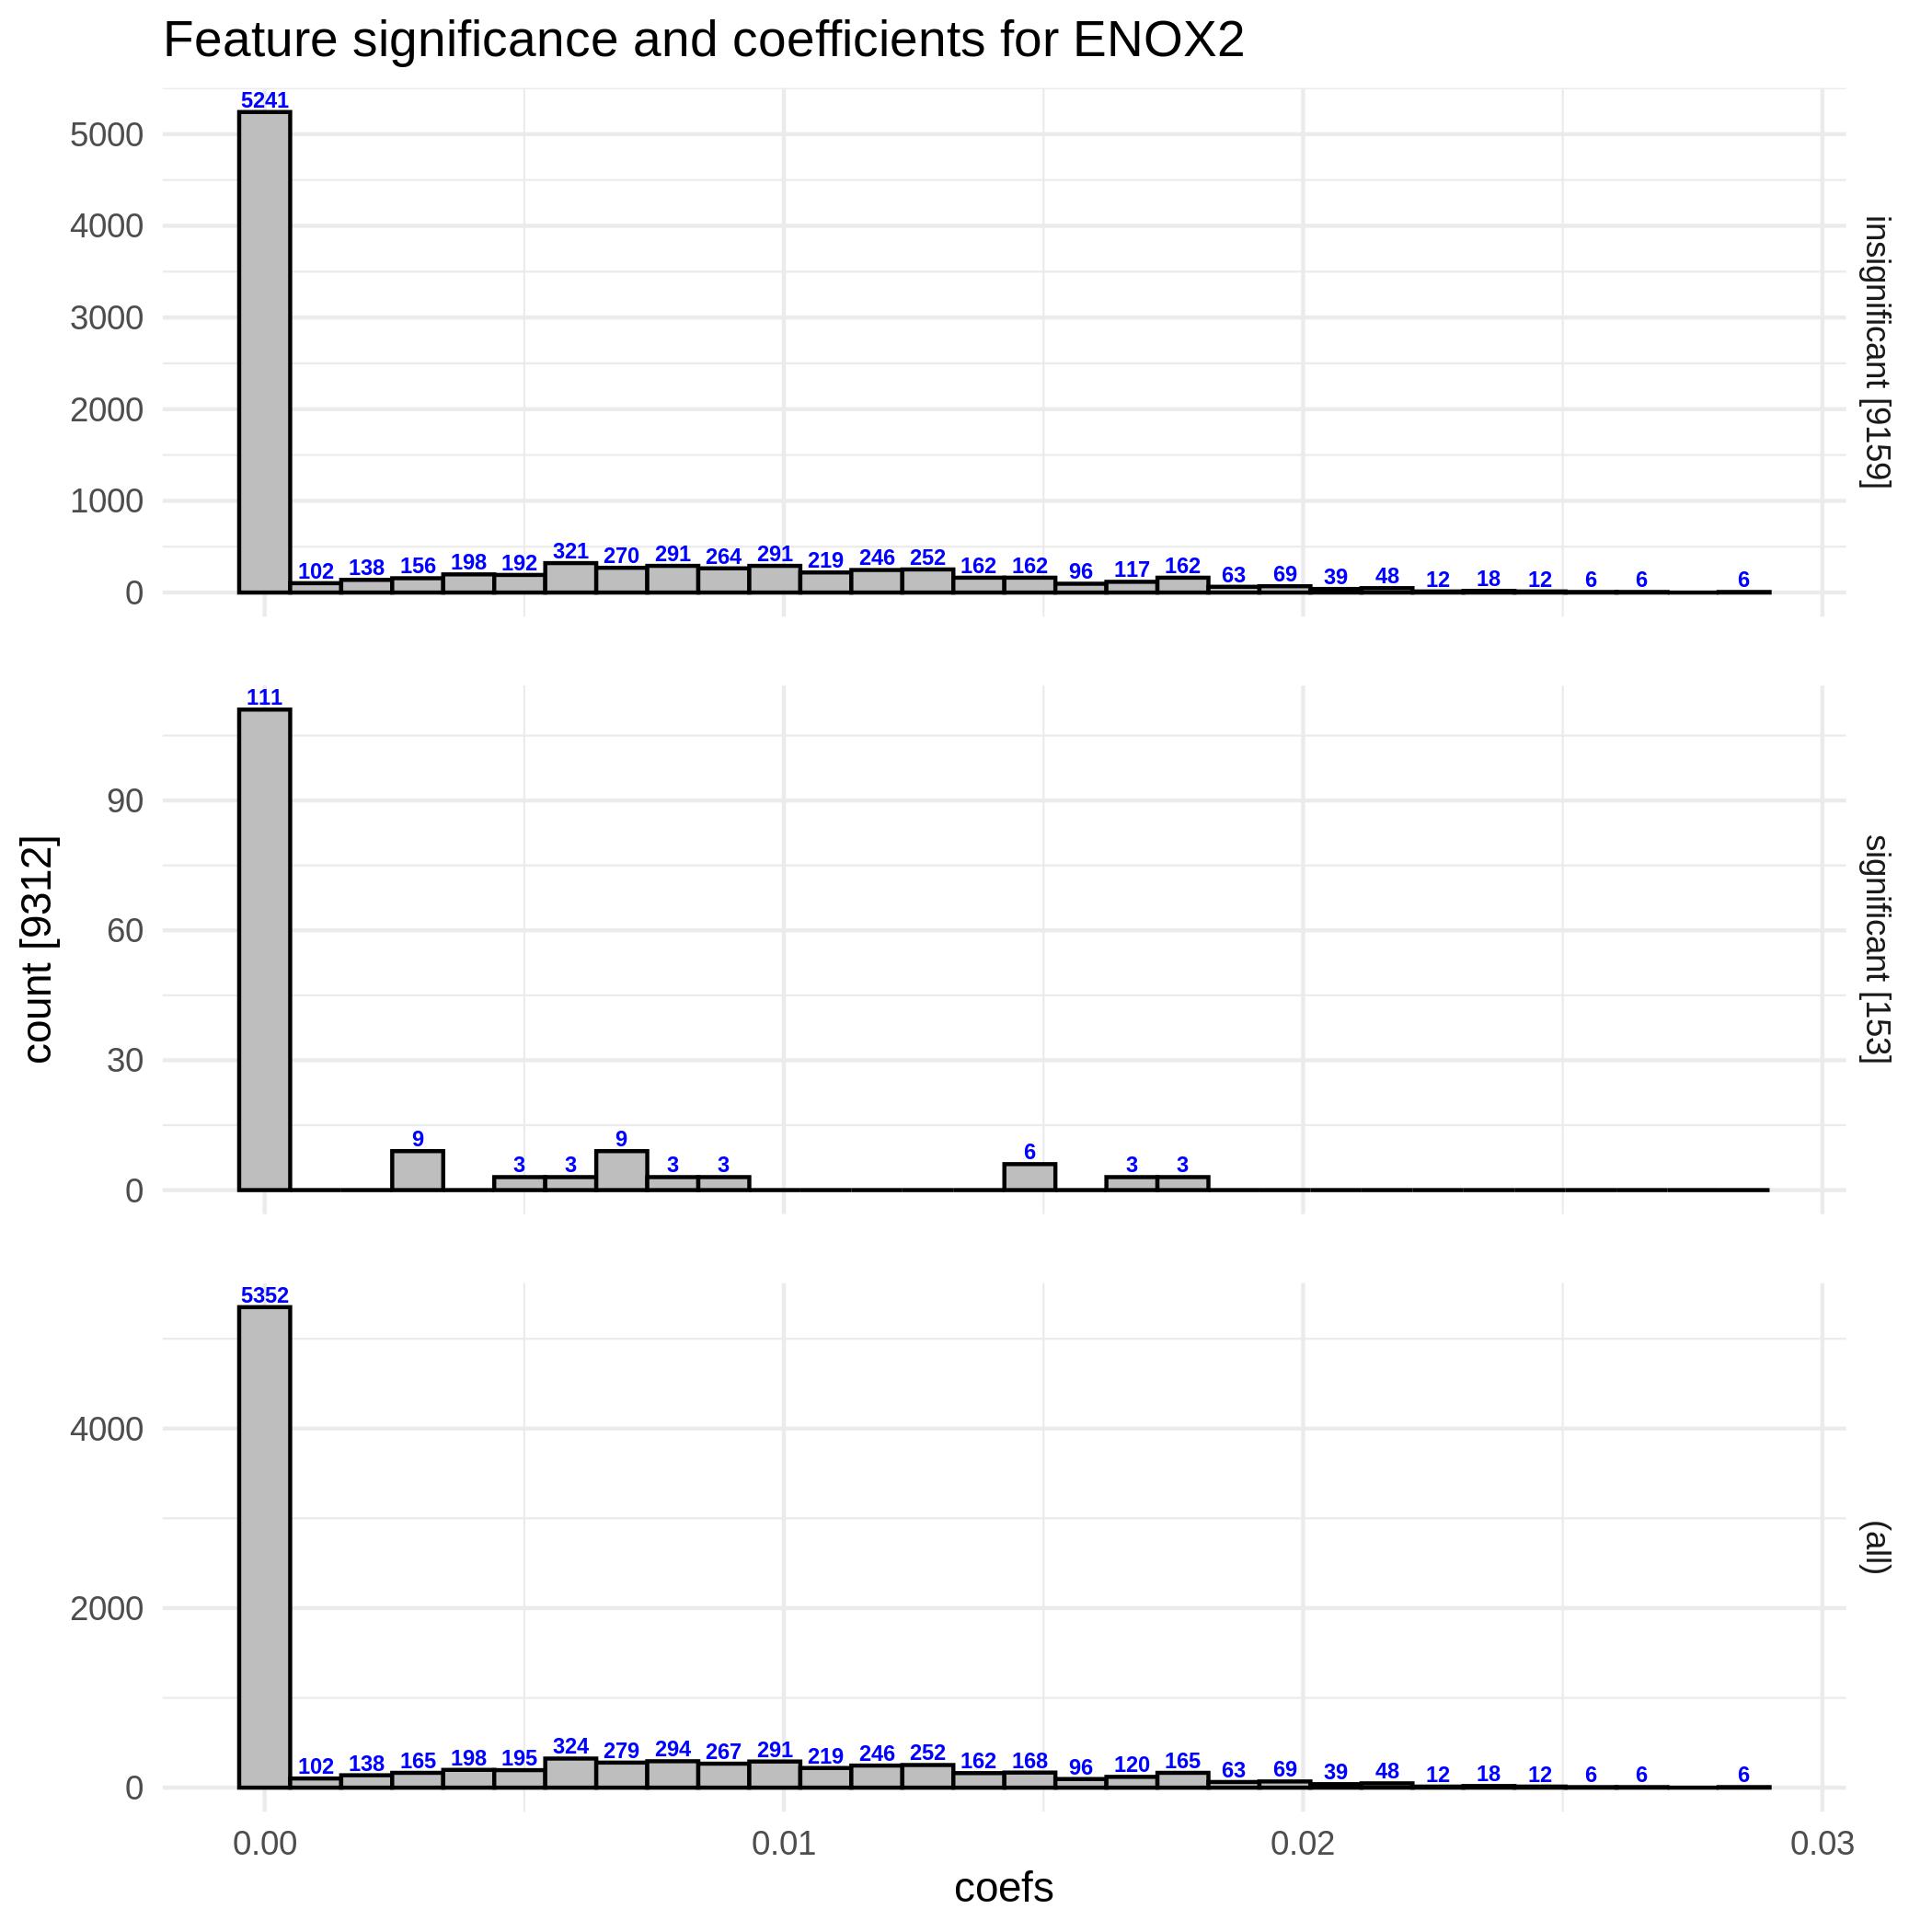 Feature significance and coefficients for ENOX2
5241
5000
4000
3000
2000
1000
0
102 138 156 198 192 321 270 291 264 291 219 246 252 162 162 96 117 162 63 69 39 48 12 18 12 6 6 6
insignificant [9159]
111
90
60
30
0
9 3 3 9 3 3 6 3 3
significant [153]
count [9312]
5352
4000
2000
0
102 138 165 198 195 324 279 294 267 291 219 246 252 162 168 96 120 165 63 69 39 48 12 18 12 6 6 6
(all)
0.00 0.01 0.02 0.03
coefs